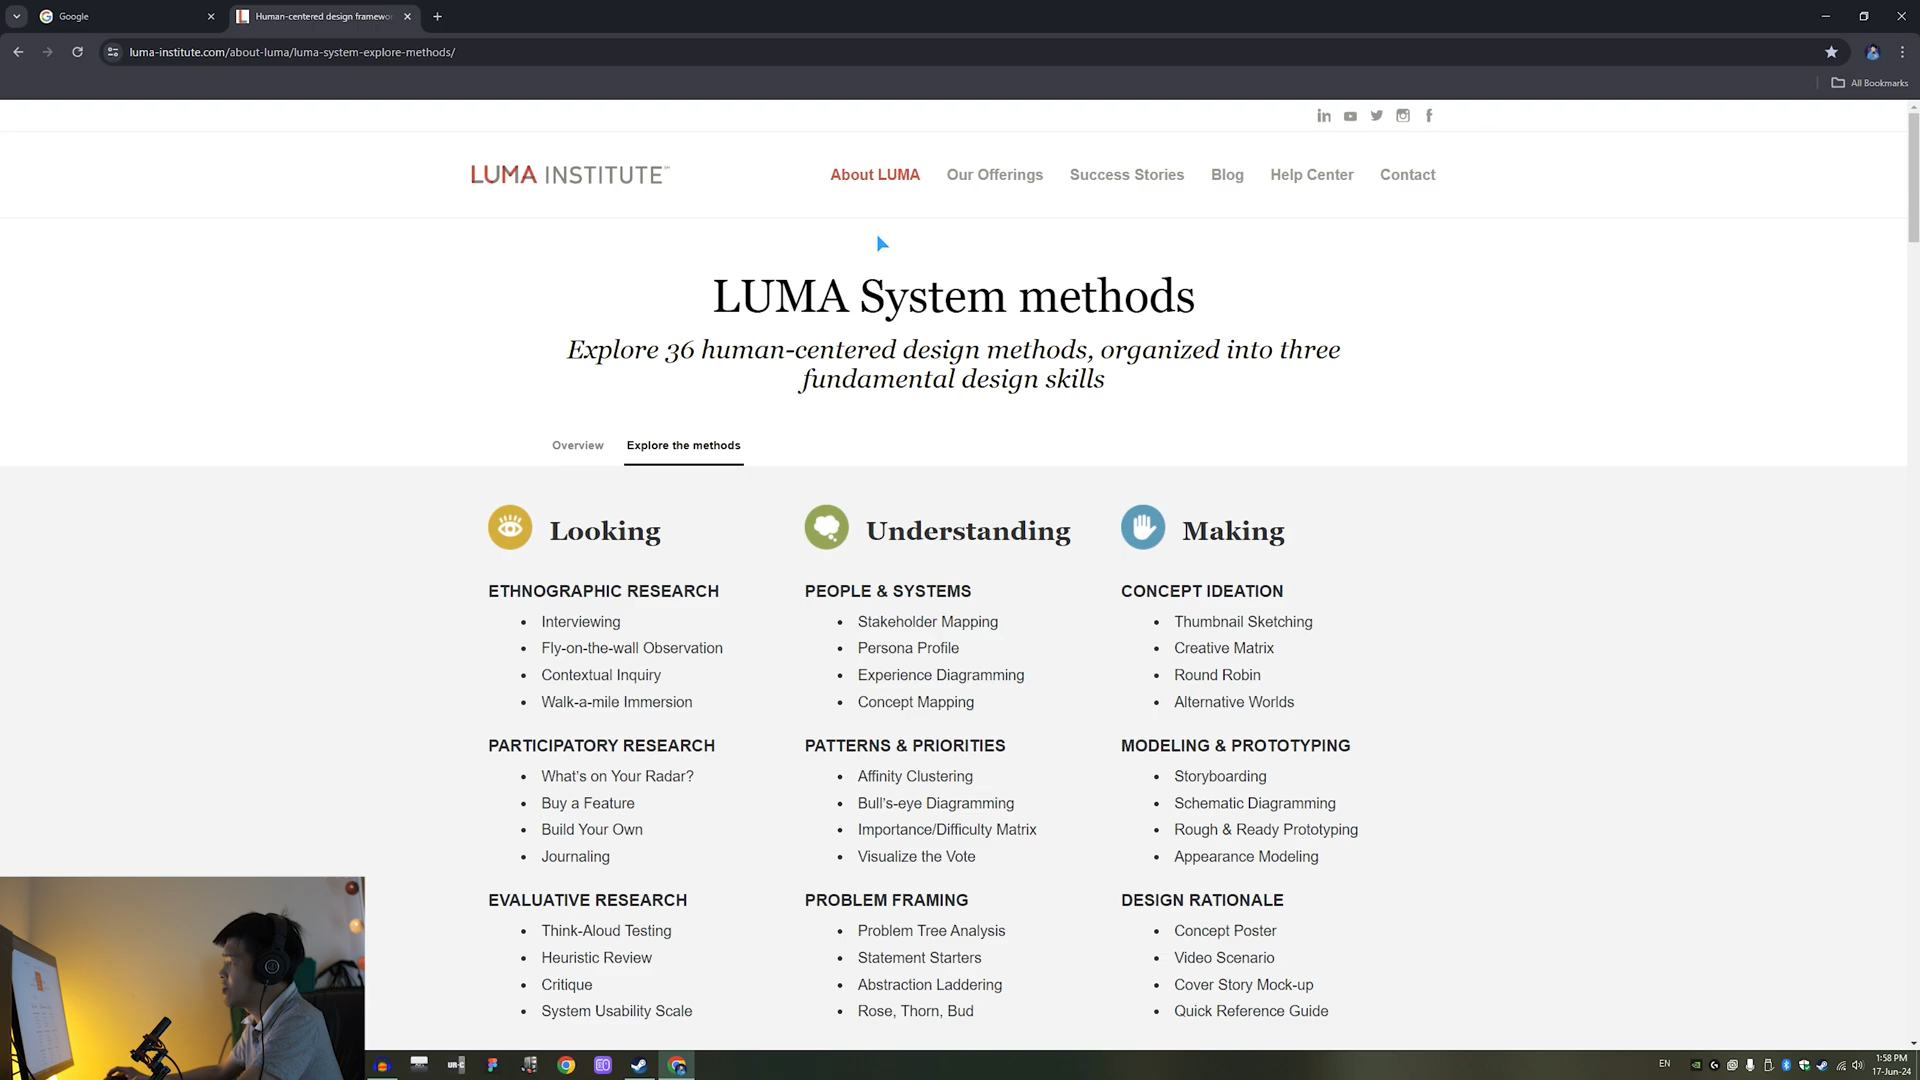 Google
Human-centered design framewo
luma-institute.com/about-luma/luma-system-explore-methods/
All Bookmarks
LUMA INSTITUTE
About LUMA
Our Offerings
Success Stories
Blog
Help Center
Contact
LUMA System methods
Explore 36 human-centered design methods, organized into three
fundamental design skills
Overview
Explore the methods
Looking
ETHNOGRAPHIC RESEARCH
Interviewing
Fly-on-the-wall Observation
Contextual Inquiry
Walk-a-mile Immersion
PARTICIPATORY RESEARCH
What's on Your Radar?
Buy a Feature
Build Your Own
Journaling
EVALUATIVE RESEARCH
Think-Aloud Testing
Heuristic Review
Critique
System Usability Scale
Understanding
PEOPLE & SYSTEMS
Stakeholder Mapping
Persona Profile
Experience Diagramming
Concept Mapping
PATTERNS & PRIORITIES
Affinity Clustering
Bull's-eye Diagramming
Importance/Difficulty Matrix
Visualize the Vote
PROBLEM FRAMING
Problem Tree Analysis
Statement Starters
Abstraction Laddering
Rose, Thorn, Bud
Making
CONCEPT IDEATION
Thumbnail Sketching
Creative Matrix
Round Robin
Alternative Worlds
MODELING & PROTOTYPING
Storyboarding
Schematic Diagramming
Rough & Ready Prototyping
Appearance Modeling
DESIGN RATIONALE
Concept Poster
Video Scenario
Cover Story Mock-up
Quick Reference Guide
UR-C
EN
1:58 PM
17-Jun-24